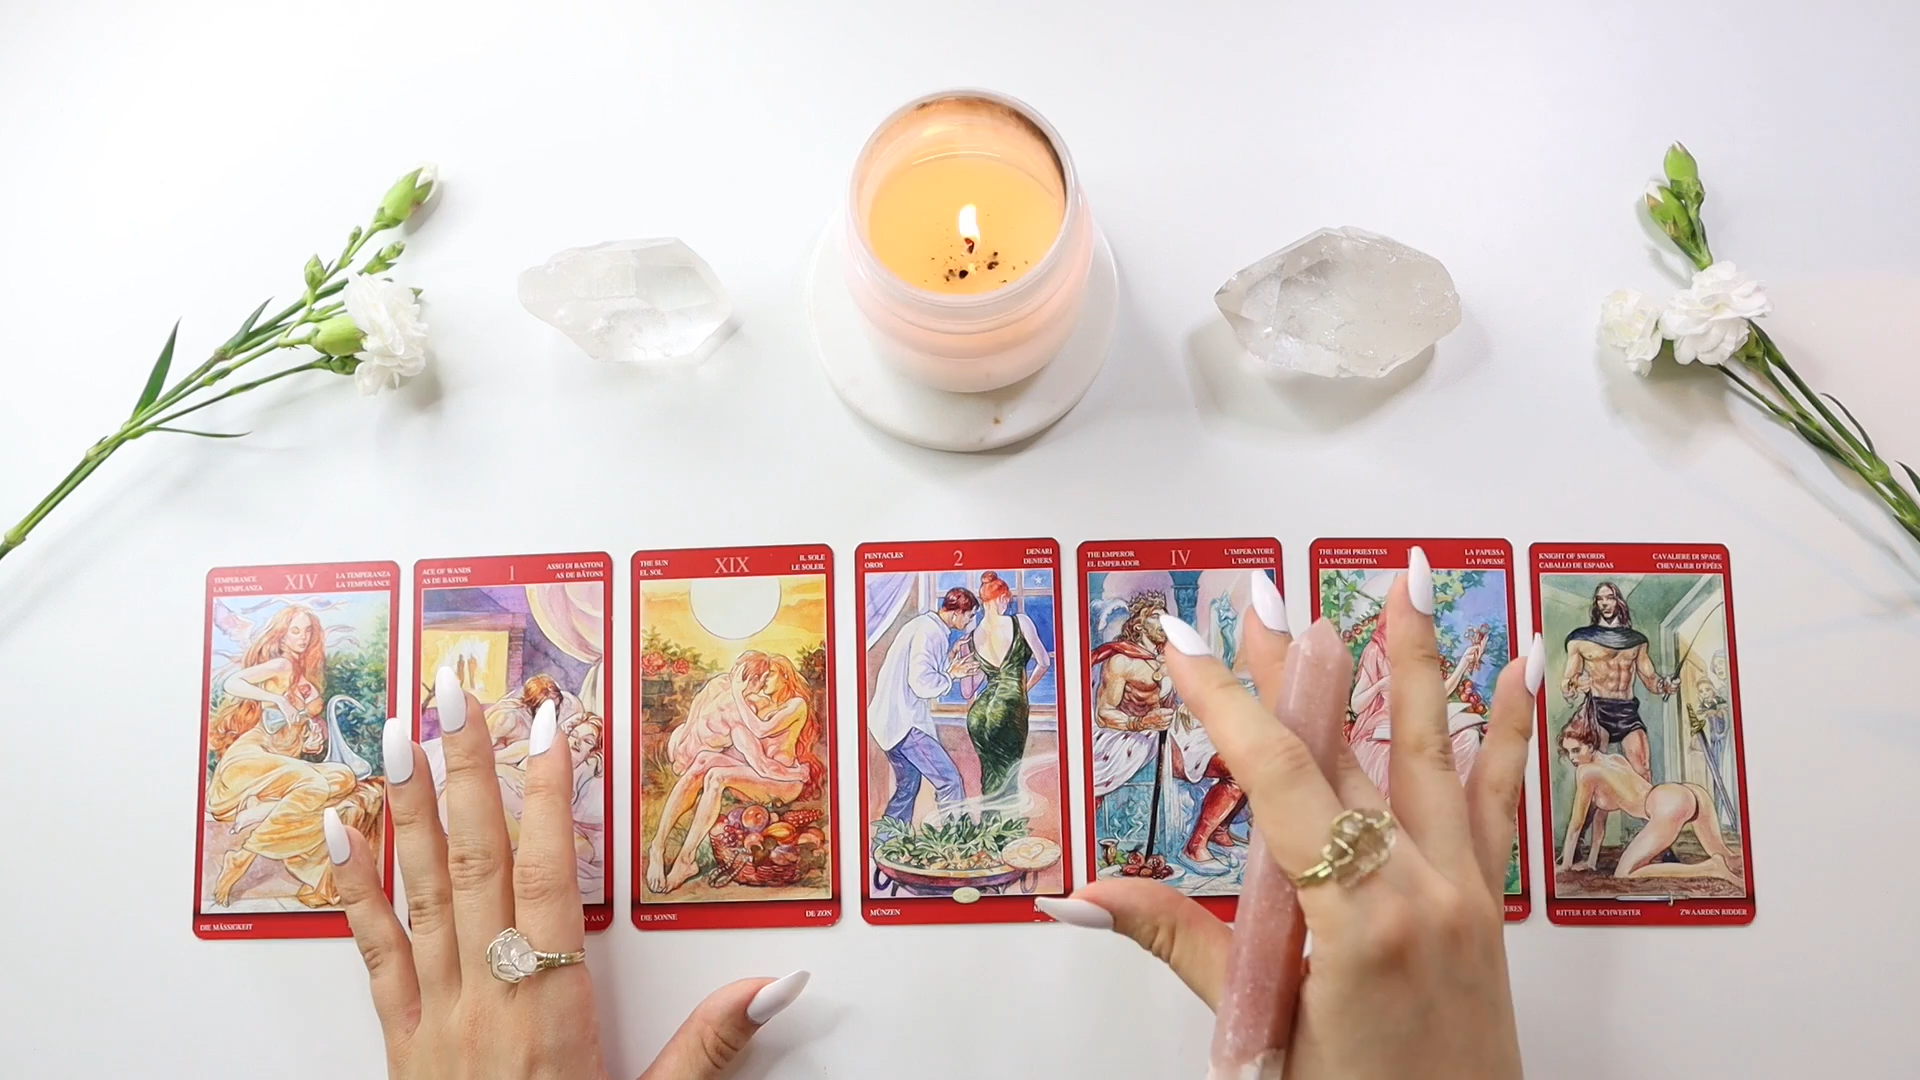 TEMPERANCE
LA TEMPLANZA
XIV
LA TEMPERANZA
LA TEMPÉRANCE
DIE MÄSSIGKEIT
ACE OF WANDS
AS DE BASTOS
1
ASSO DI BASTONI
AS DE BÂTONS
AAS
THE SUN
EL SOL
XIX
IL SOLE
LE SOLEIL
DIE SONNE
DE ZON
PENTACLES
OROS
2
DENARI
DENIERS
MÜNZEN
THE EMPEROR
EL EMPERADOR
IV
L'IMPERATORE
L'EMPEREUR
THE HIGH PRIESTESS
LA SACERDOTISA
LA PAPESSA
LA PAPESSE
KNIGHT OF SWORDS
CABALLO DE ESPADAS
CAVALIERE DI SPADE
CHEVALIER D'ÉPÉES
RITTER DER SCHWERTER
ZWAARDEN RIDDER